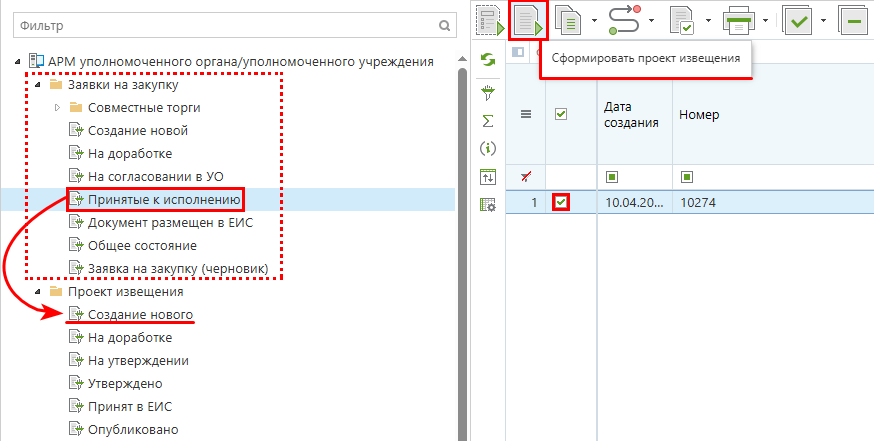 Фильтр
АРМ уполномоченного органа/уполномоченного учреждения
Заявки на закупку
Совместные торги
Создание новой
На доработке
На согласовании в УО
Принятые к исполнению
Документ размещен в ЕИС
Общее состояние
Заявка на закупку (черновик)
Проект извещения
Создание нового
На доработке
На утверждении
Утверждено
Принят в ЕИС
Опубликовано
Сформировать проект извещения
Дата
создания
Номер
1 10.04.20... 10274